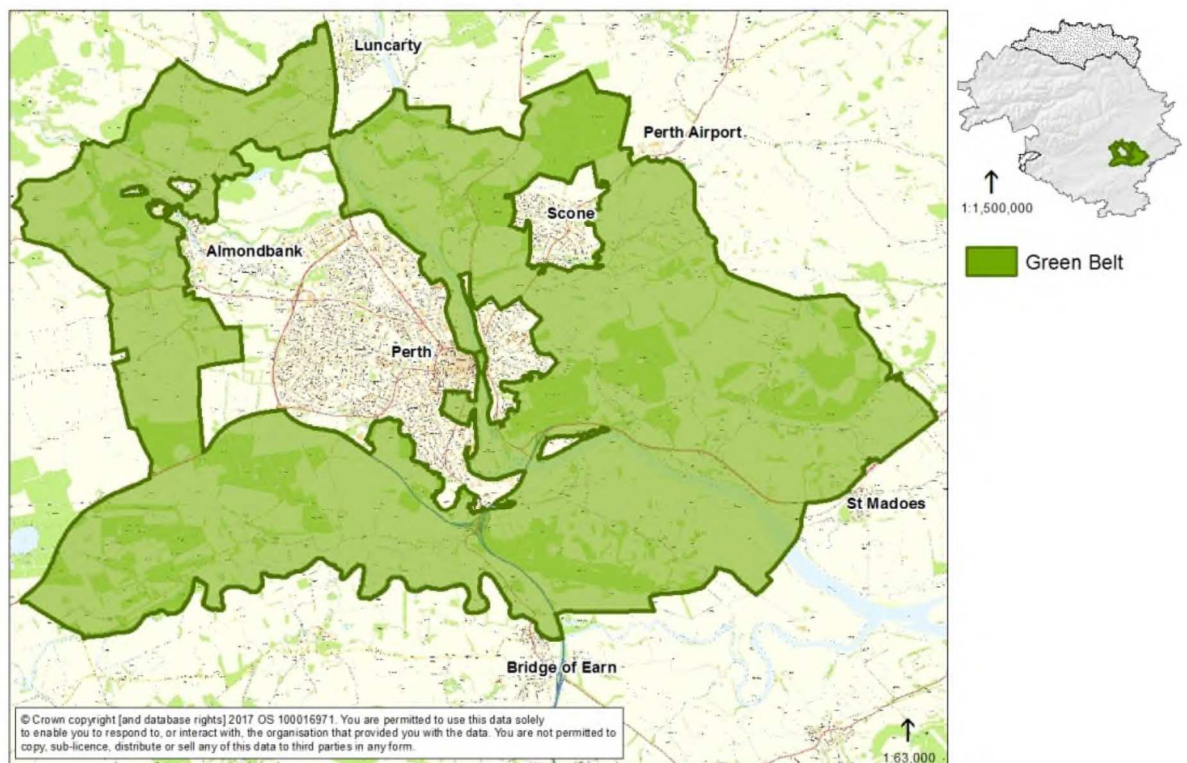 Luncarty
Perth Airport
Scone
Almondbank
Perth
St Madoes
Bridge of Earn
© Crown copyright [and database rights] 2017 OS 100016971. You are permitted to use this data solely
to enable you to respond to, or interact with, the organisation that provided you with the data. You are not permitted to
copy, sub-licence, distribute or sell any of this data to third parties in any form.
1:63,000
1:1,500,000
Green Belt